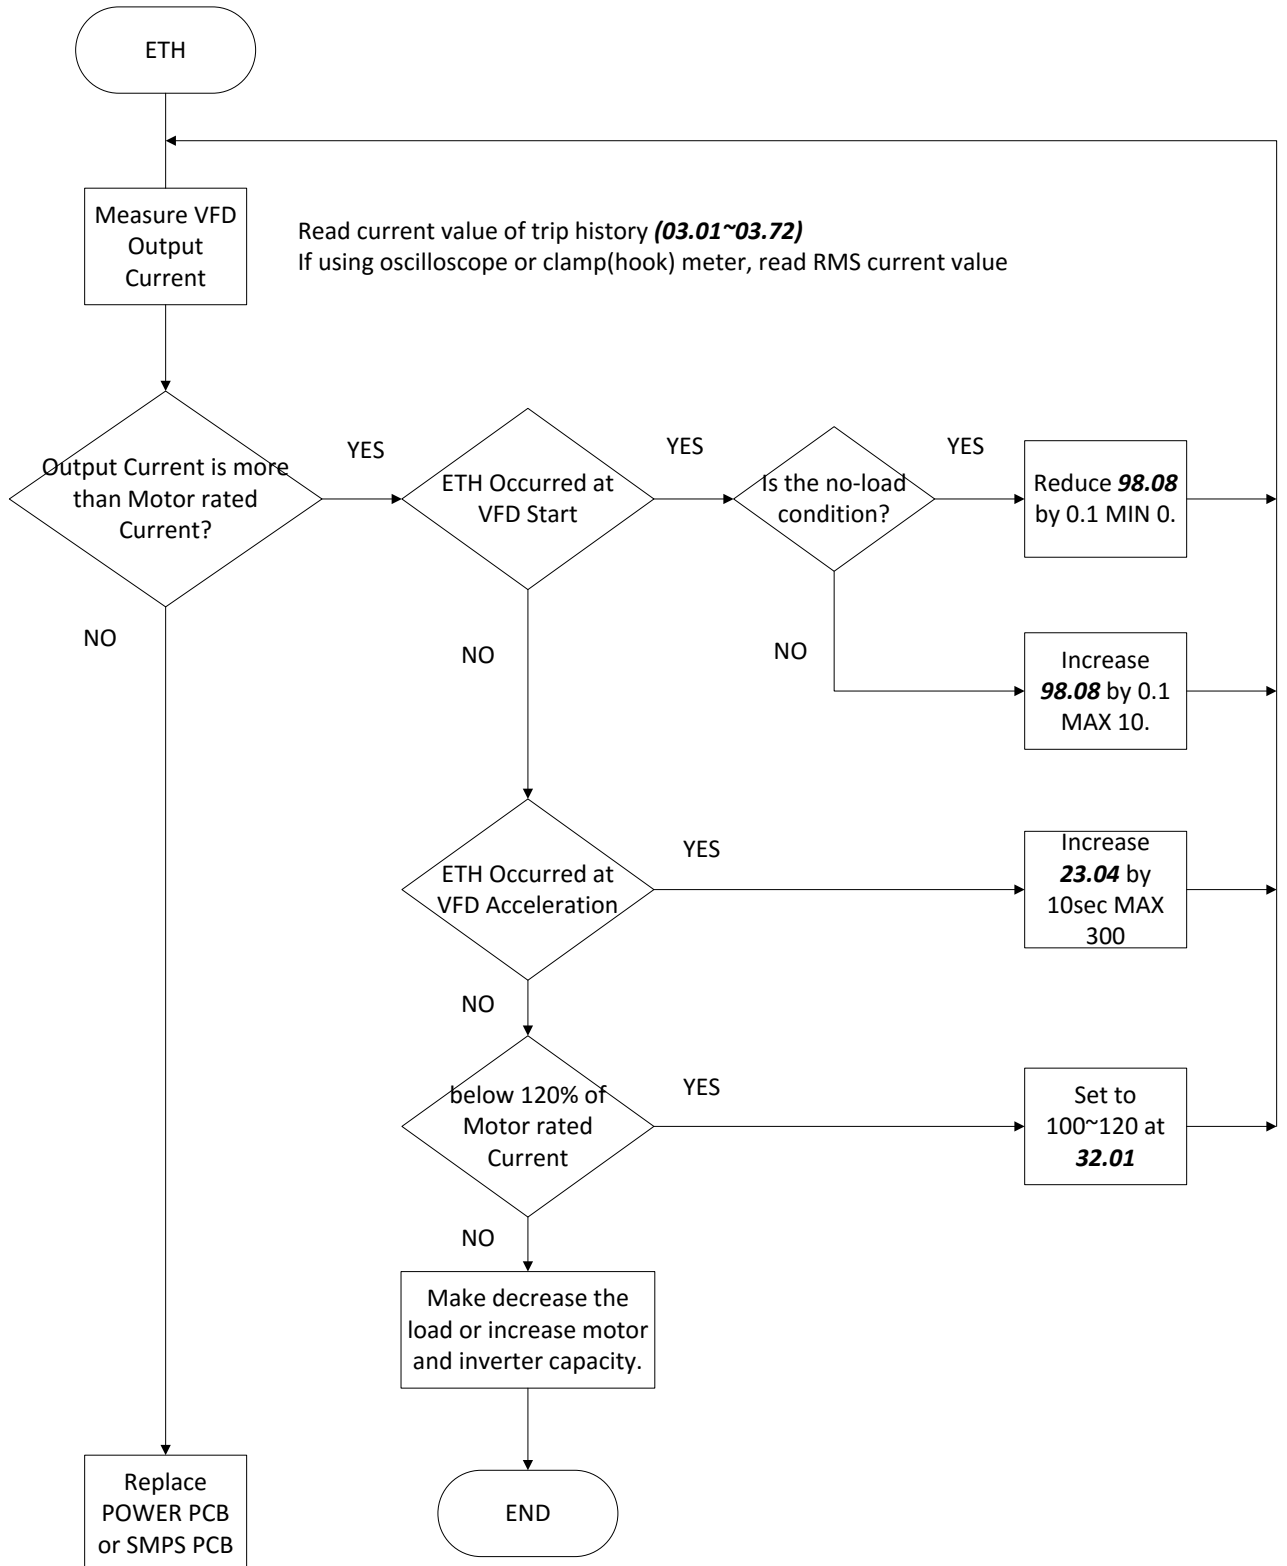 ETH
Measure VFD
Output
Current
Read current value of trip history (03.01~03.72)
If using oscilloscope or clamp(hook) meter, read RMS current value
Output Current is more
than Motor rated
Current?
YES
ETH Occurred at
VFD Start
YES
Is the no-load
condition?
YES
Reduce 98.08
by 0.1 MIN 0.
NO
NO
NO
Increase
98.08 by 0.1
MAX 10.
ETH Occurred at
VFD Acceleration
YES
Increase
23.04 by
10sec MAX
300
NO
below 120% of
Motor rated
Current
YES
Set to
100~120 at
32.01
NO
Make decrease the
load or increase motor
and inverter capacity.
Replace
POWER PCB
or SMPS PCB
END